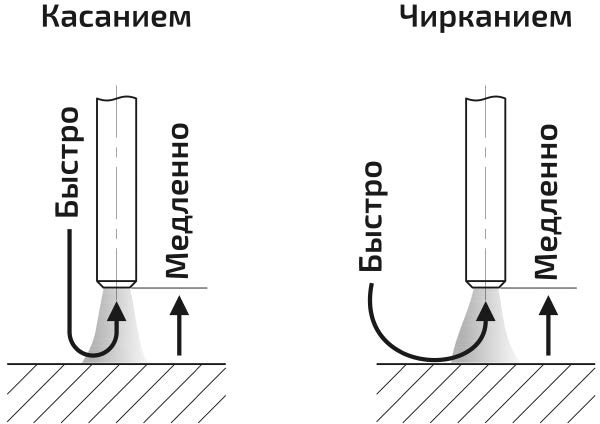 Касанием
Чирканием
Быстро
Медленно
Быстро
Медленно